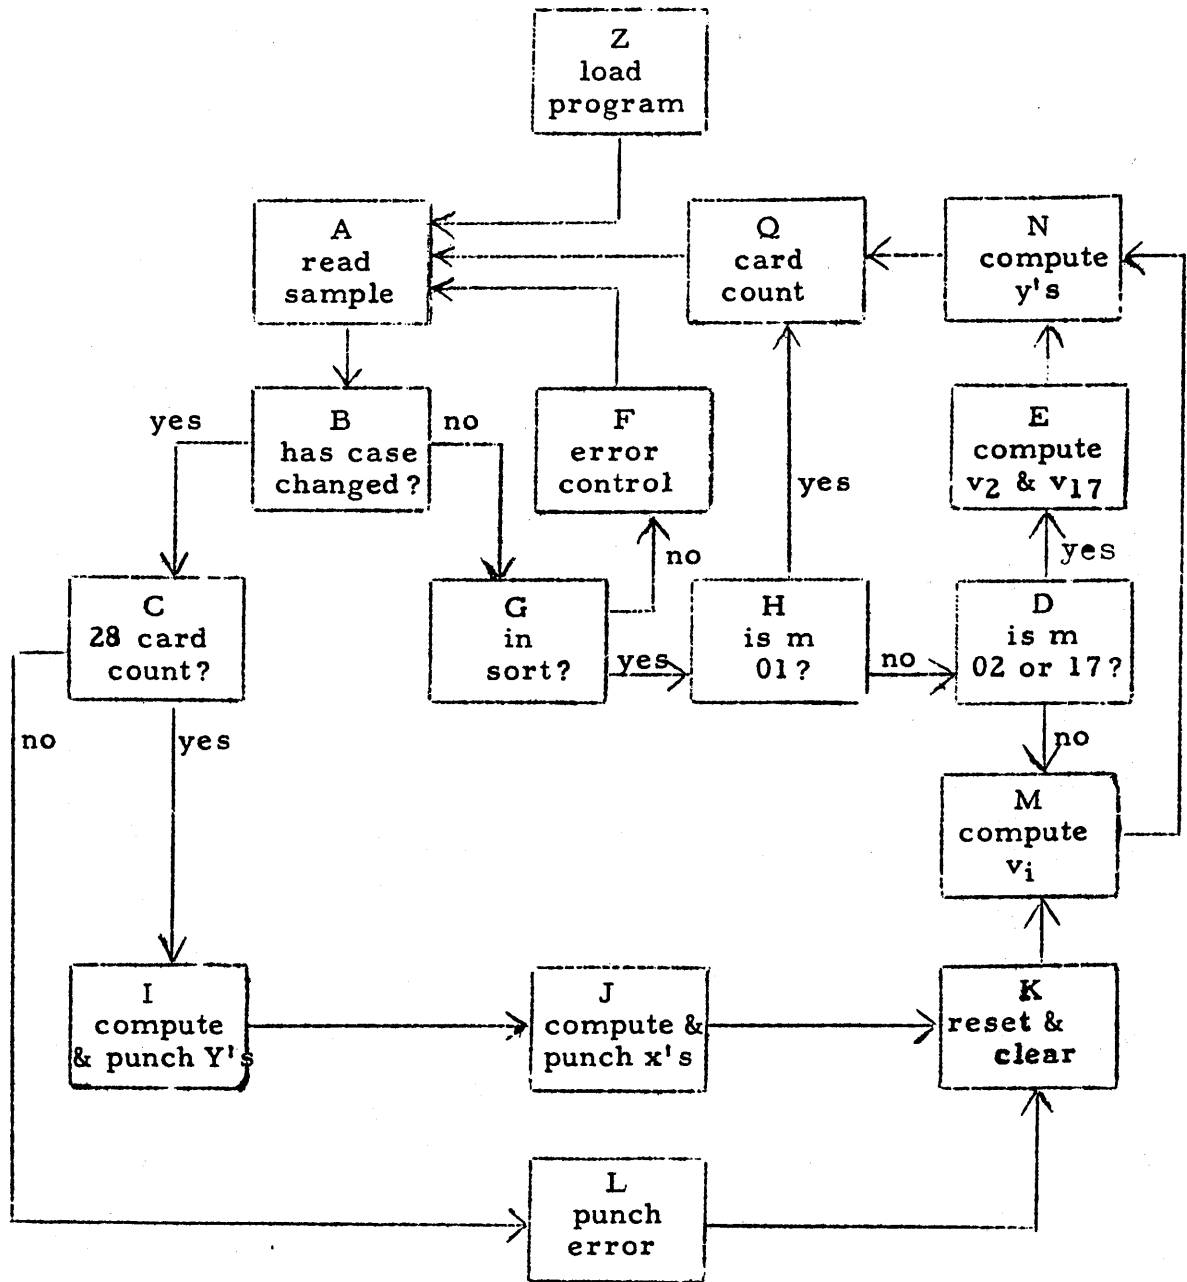 Z
load
program
A
read
sample
Q
card
count
N
compute
y's
yes
B
has case
changed?
no
F
error
control
yes
E
compute
v2 & v17
no
yes
C
28 card
count?
G
in
sort?
yes
H
is m
01?
no
D
is m
02 or 17?
no
yes
no
M
compute
vi
I
compute
& punch Y's
J
compute &
punch x's
K
reset &
clear
L
punch
error